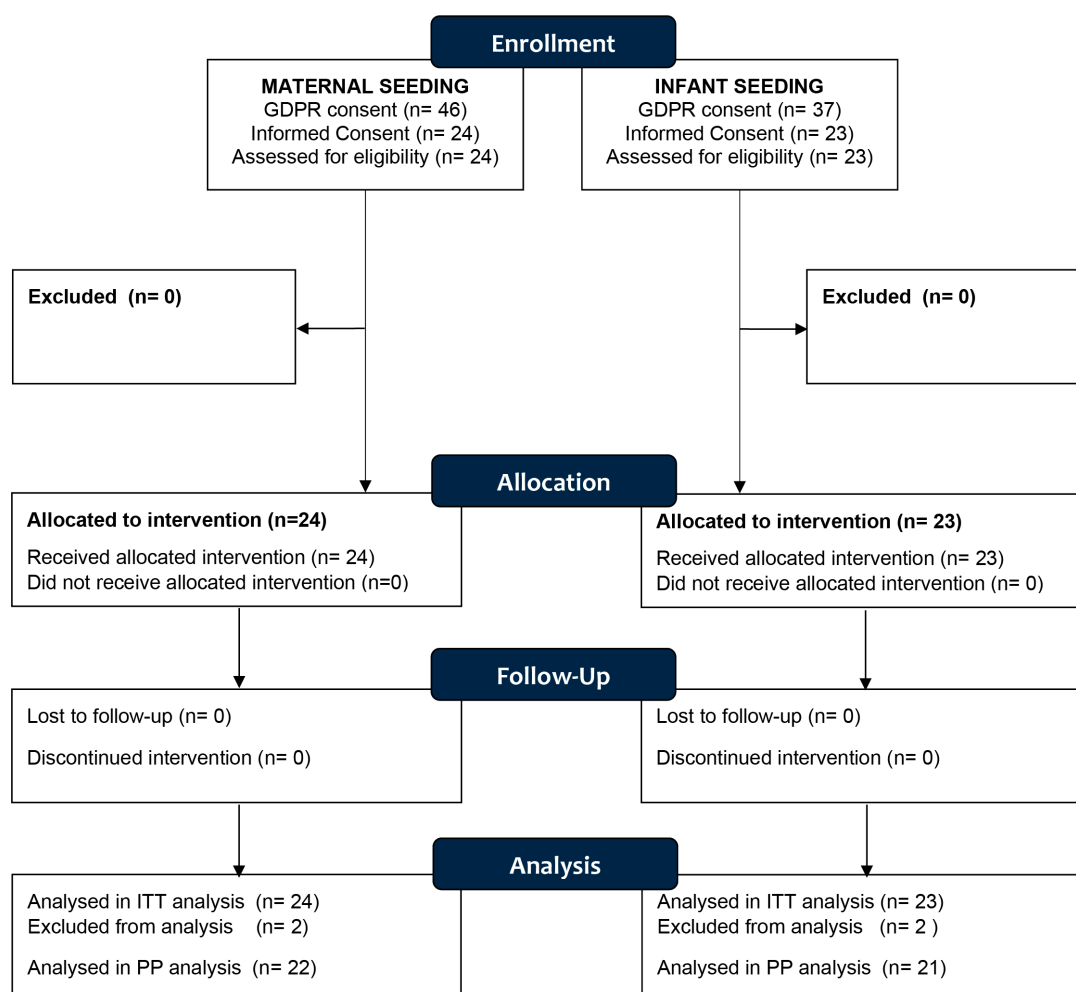 Enrollment
MATERNAL SEEDING
GDPR consent (n= 46)
Informed Consent (n= 24)
Assessed for eligibility (n= 24)
INFANT SEEDING
GDPR consent (n= 37)
Informed Consent (n= 23)
Assessed for eligibility (n= 23)
Excluded (n= 0)
Excluded (n= 0)
Allocation
Allocated to intervention (n=24)
Received allocated intervention (n= 24)
Did not receive allocated intervention (n=0)
Allocated to intervention (n= 23)
Received allocated intervention (n= 23)
Did not receive allocated intervention (n= 0)
Follow-Up
Lost to follow-up (n= 0)
Discontinued intervention (n= 0)
Lost to follow-up (n= 0)
Discontinued intervention (n= 0)
Analysis
Analysed in ITT analysis (n= 24)
Excluded from analysis (n= 2)
Analysed in PP analysis (n= 22)
Analysed in ITT analysis (n= 23)
Excluded from analysis (n= 2 )
Analysed in PP analysis (n= 21)